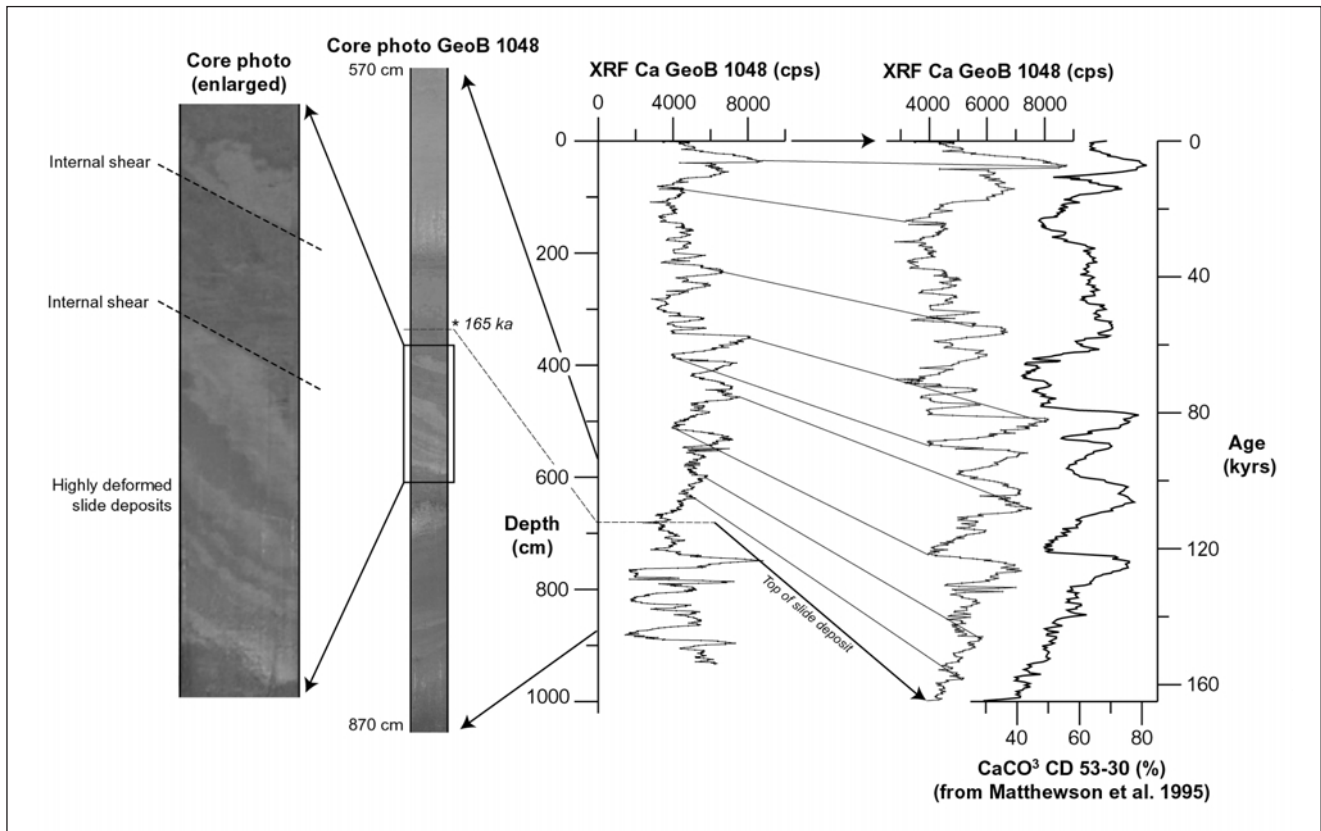 Core photo
(enlarged)
Core photo GeoB 1048
570 cm
Internal shear
Internal shear
* 165 ka
Highly deformed
slide deposits
870 cm
XRF Ca GeoB 1048 (cps)
0 4000 8000
XRF Ca GeoB 1048 (cps)
4000 6000 8000
0
200
400
600
800
1000
Depth
(cm)
Top of slide deposit
0
40
80
120
160
Age
(kyrs)
40 60 80
CaCO³ CD 53-30 (%)
(from Matthewson et al. 1995)